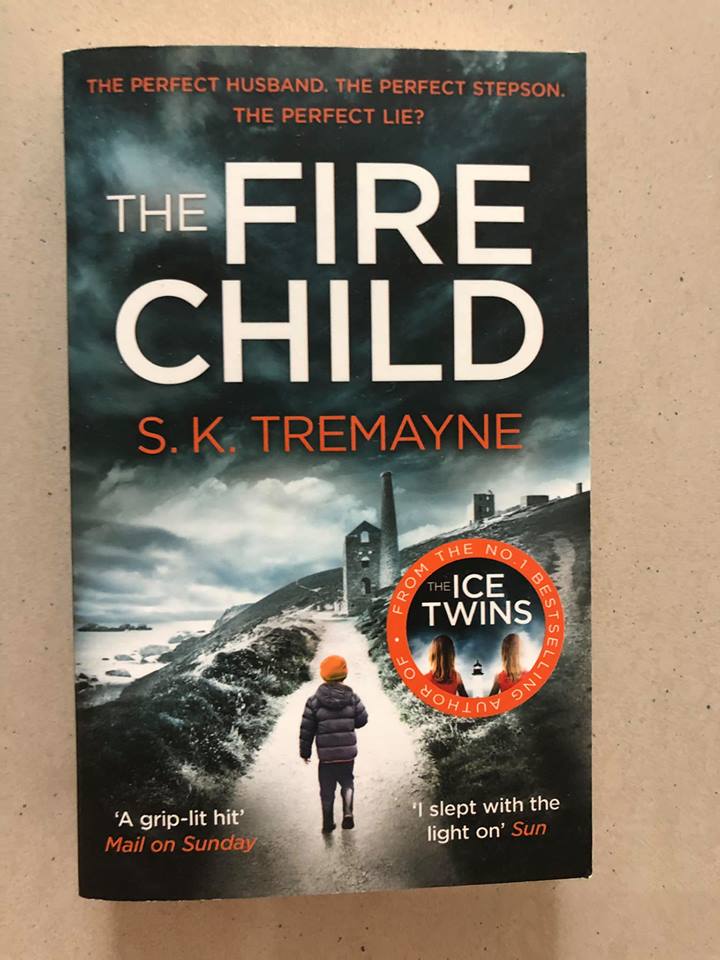 THE PERFECT HUSBAND. THE PERFECT STEPSON.
THE PERFECT LIE?
THE FIRE
CHILD
S. K. TREMAYNE
FROM THE NO.1 BESTSELLING AUTHOR OF
THE ICE
TWINS
'A grip-lit hit'
Mail on Sunday
'I slept with the
light on' Sun